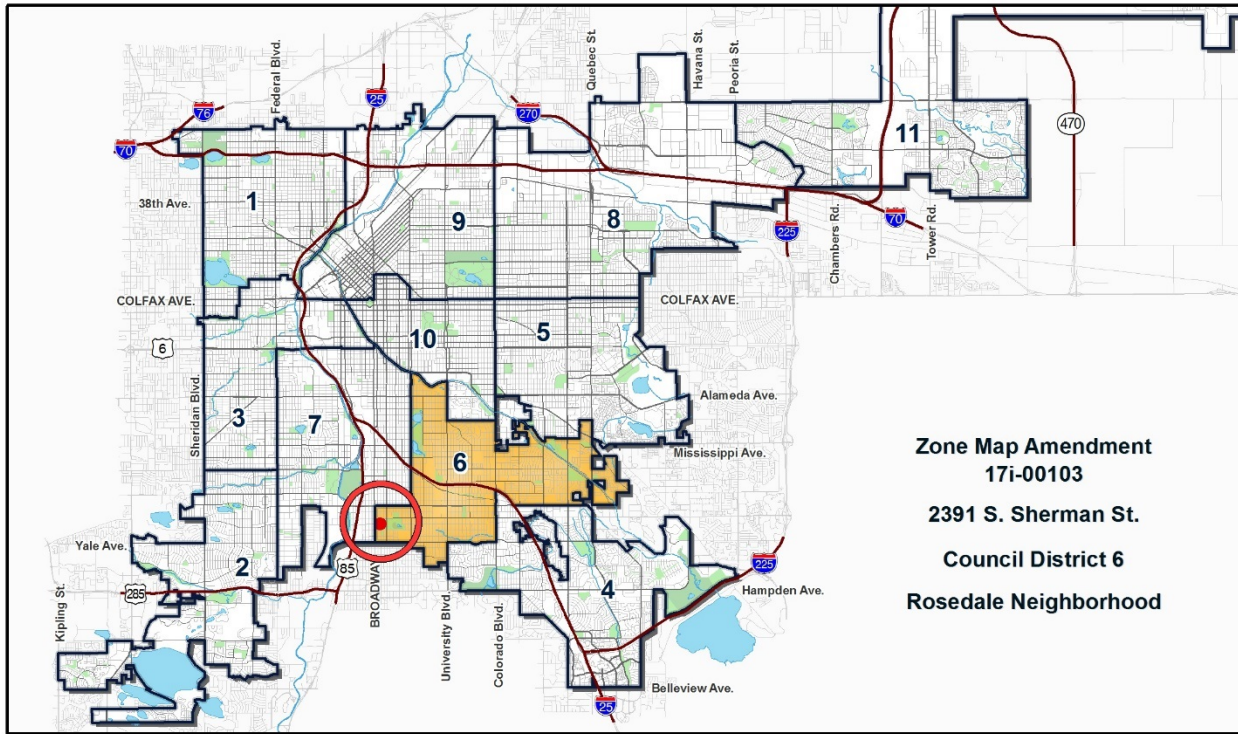 Federal Blvd.
Quebec St.
Havana St.
Peoria St.
25
76
270
70
470
11
1
38th Ave.
9
8
225
70
Chambers Rd.
Tower Rd.
COLFAX AVE.
COLFAX AVE.
6
10
5
Sheridan Blvd.
3
7
Alameda Ave.
6
Mississippi Ave.
Zone Map Amendment
17i-00103
2391 S. Sherman St.
Council District 6
Rosedale Neighborhood
Yale Ave.
2
85
BROADWAY
285
Kipling St.
University Blvd.
Colorado Blvd.
4
225
Hampden Ave.
Belleview Ave.
25